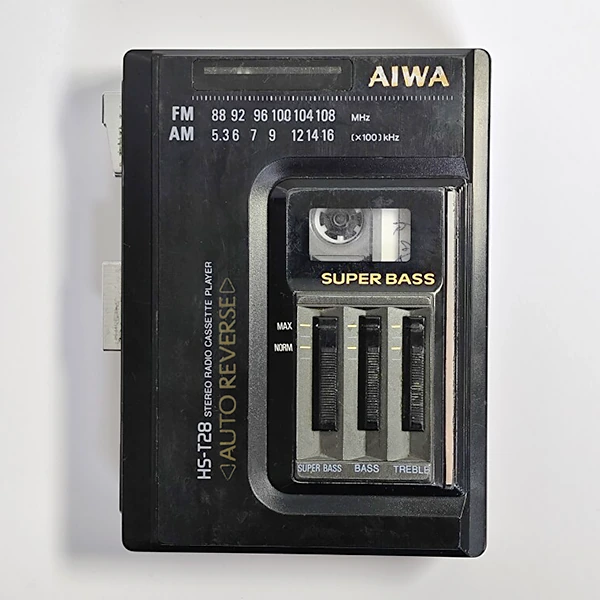 AIWA
FM 88 92 96 100 104 108 MHz
AM 5.3 6 7 9 12 14 16 (×100) kHz
SUPER BASS
MAX
NORM
SUPER BASS BASS TREBLE
HS-T28 STEREO RADIO CASSETTE PLAYER
◁AUTO REVERSE▷